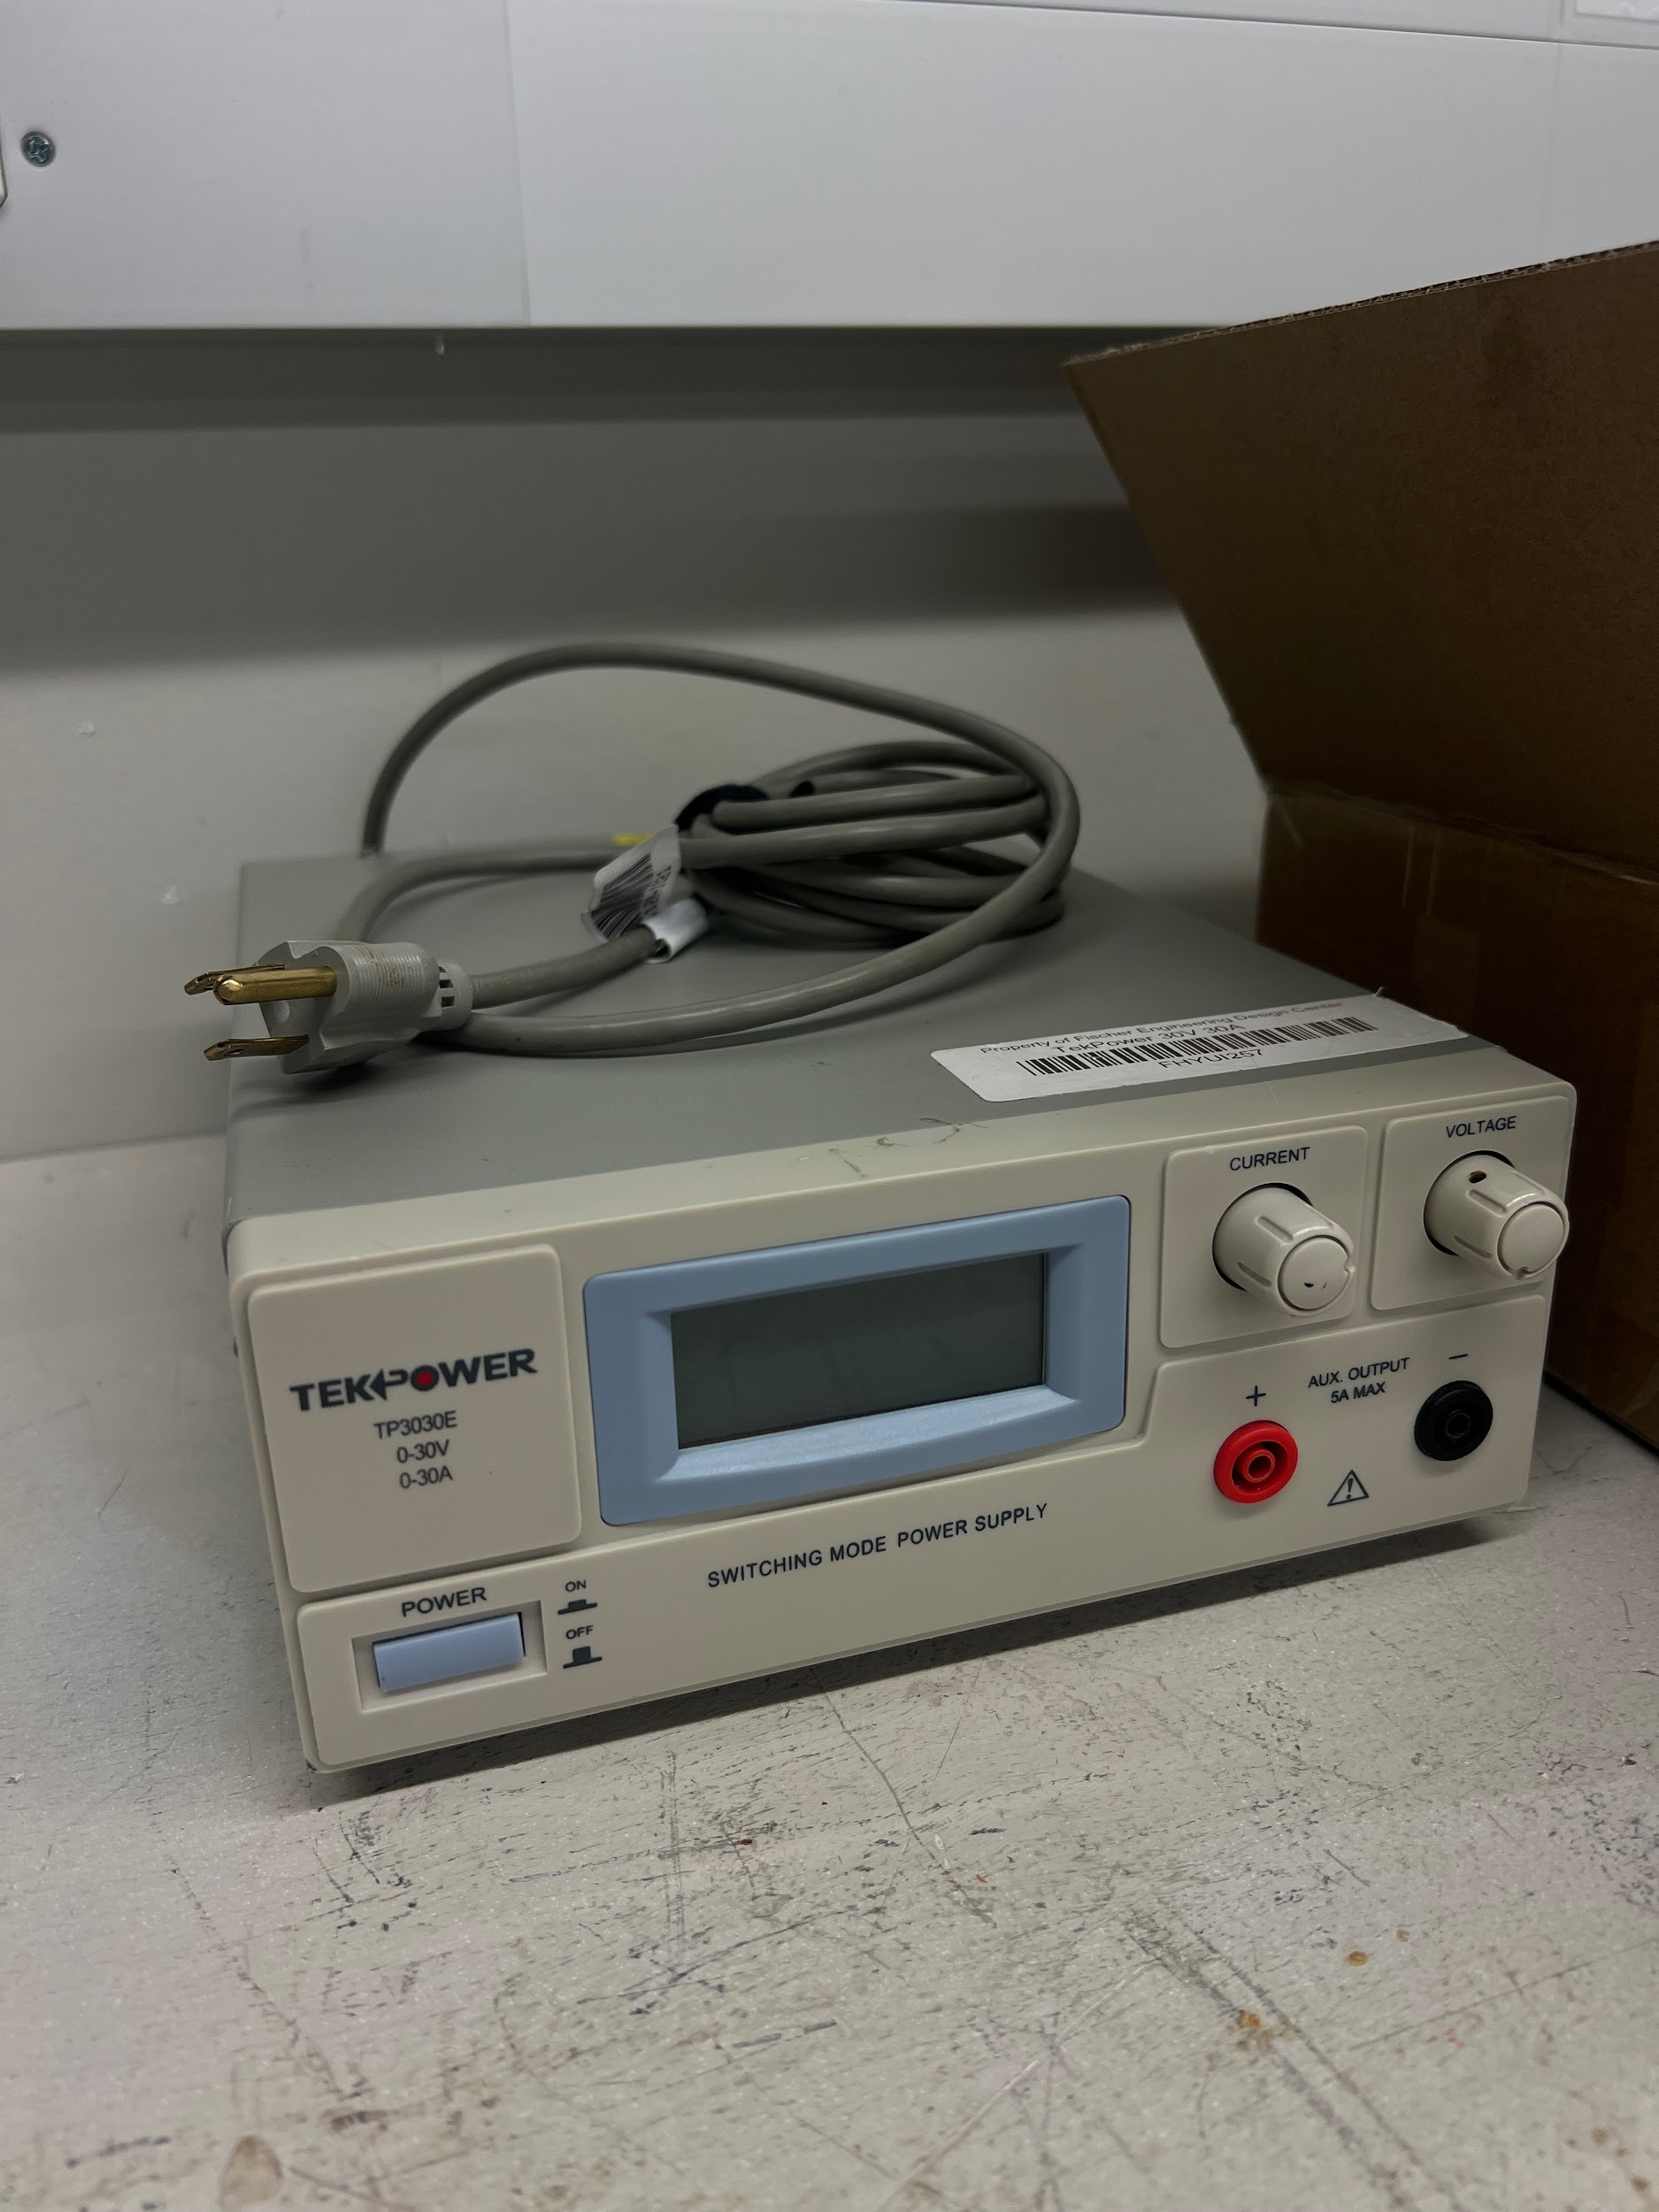 Property of Fischer Engineering Design Center
TekPower 30V 30A
FHYUI257
CURRENT
VOLTAGE
TEKPOWER
TP3030E
0-30V
0-30A
+
AUX. OUTPUT
5A MAX
−
SWITCHING MODE POWER SUPPLY
POWER
ON
OFF